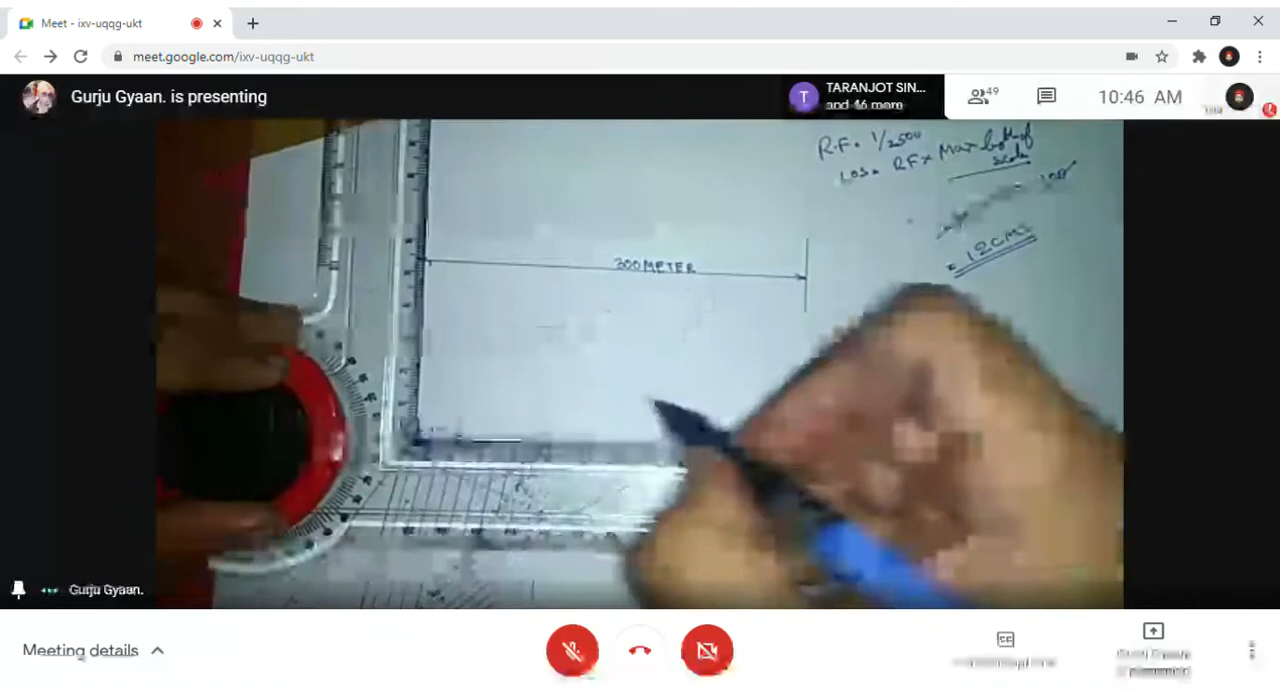 Meet - ixv-uqqg-ukt
meet.google.com/ixv-uqqg-ukt
Gurju Gyaan. is presenting
T
TARANJOT SIN...
and 46 more
49
10:46 AM
R.F. = 1/2500
LOS = RF x Max length of
scale
= 12 CMS
300 METER
Gurju Gyaan.
Meeting details